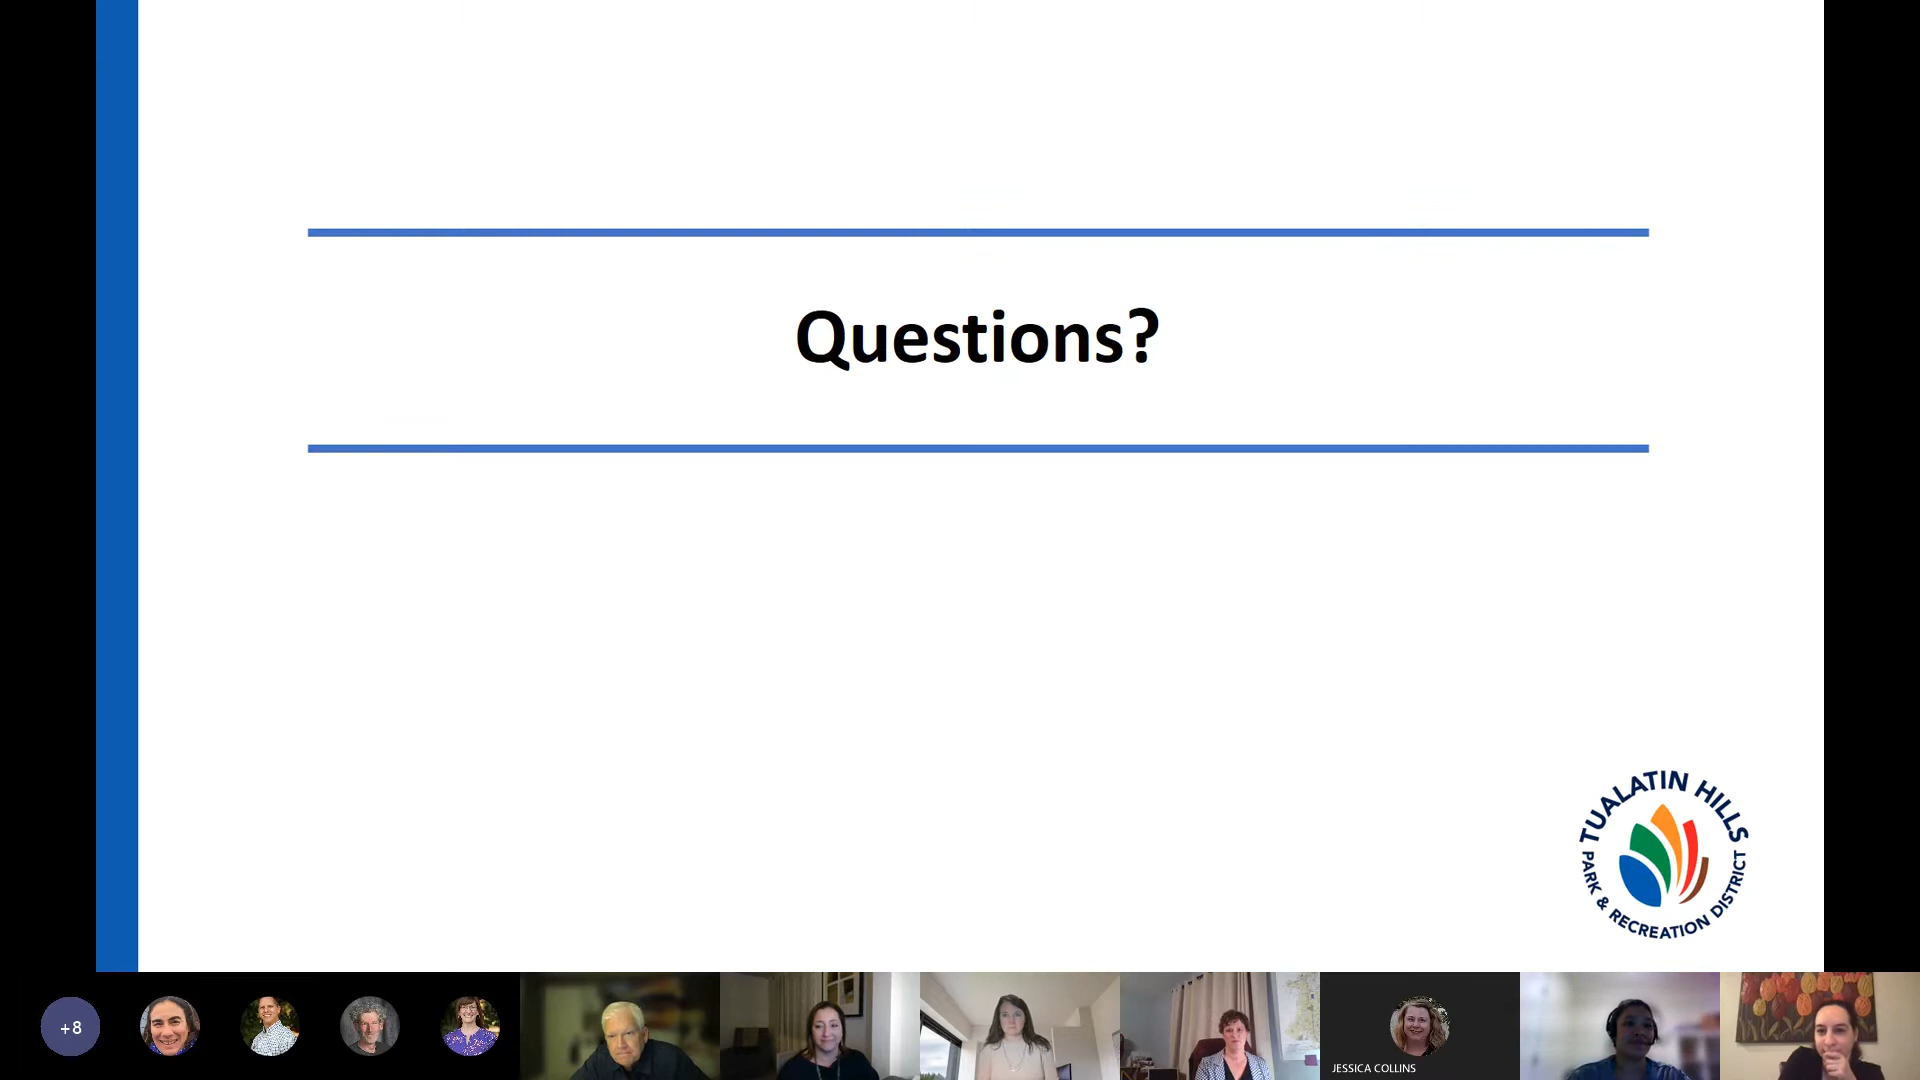 Questions?
TUALATIN HILLS
PARK & RECREATION DISTRICT
+8
JESSICA COLLINS